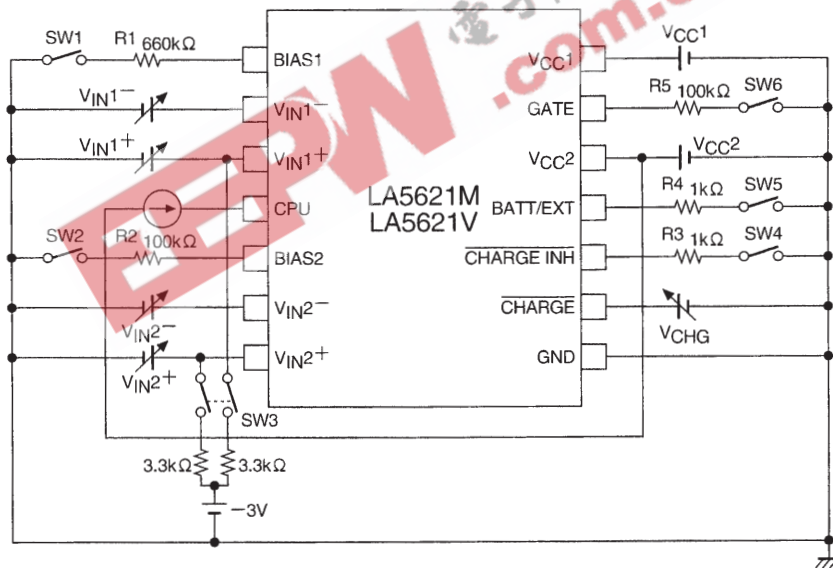 SW1
R1 660kΩ
BIAS1
VIN1−
VIN1−
VIN1+
VIN1+
CPU
SW2
R2 100kΩ
BIAS2
VIN2−
VIN2−
VIN2+
VIN2+
SW3
3.3kΩ
3.3kΩ
−3V
LA5621M
LA5621V
VCC1
VCC1
GATE
R5 100kΩ
SW6
VCC2
VCC2
BATT/EXT
R4 1kΩ
SW5
CHARGE INH
R3 1kΩ
SW4
CHARGE
VCHG
GND
EEPW
.com.c